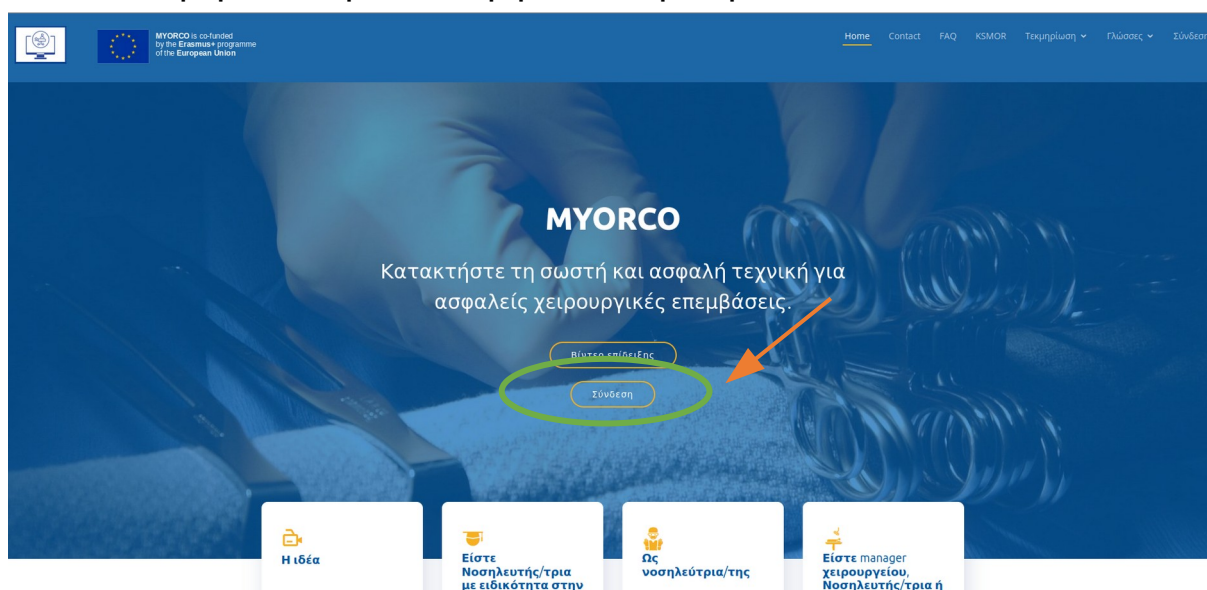 MYORCO is co-funded
by the Erasmus+ programme
of the European Union
Home Contact FAQ KSMOR Τεκμηρίωση Γλώσσες Σύνδεση
MYORCO
Κατακτήστε τη σωστή και ασφαλή τεχνική για
ασφαλείς χειρουργικές επεμβάσεις.
Βίντεο επίδειξης
Σύνδεση
Η ιδέα
Είστε
Νοσηλευτής/τρια
με ειδικότητα στην
Ως
νοσηλεύτρια/της
Είστε manager
χειρουργείου,
Νοσηλευτής/τρια ή